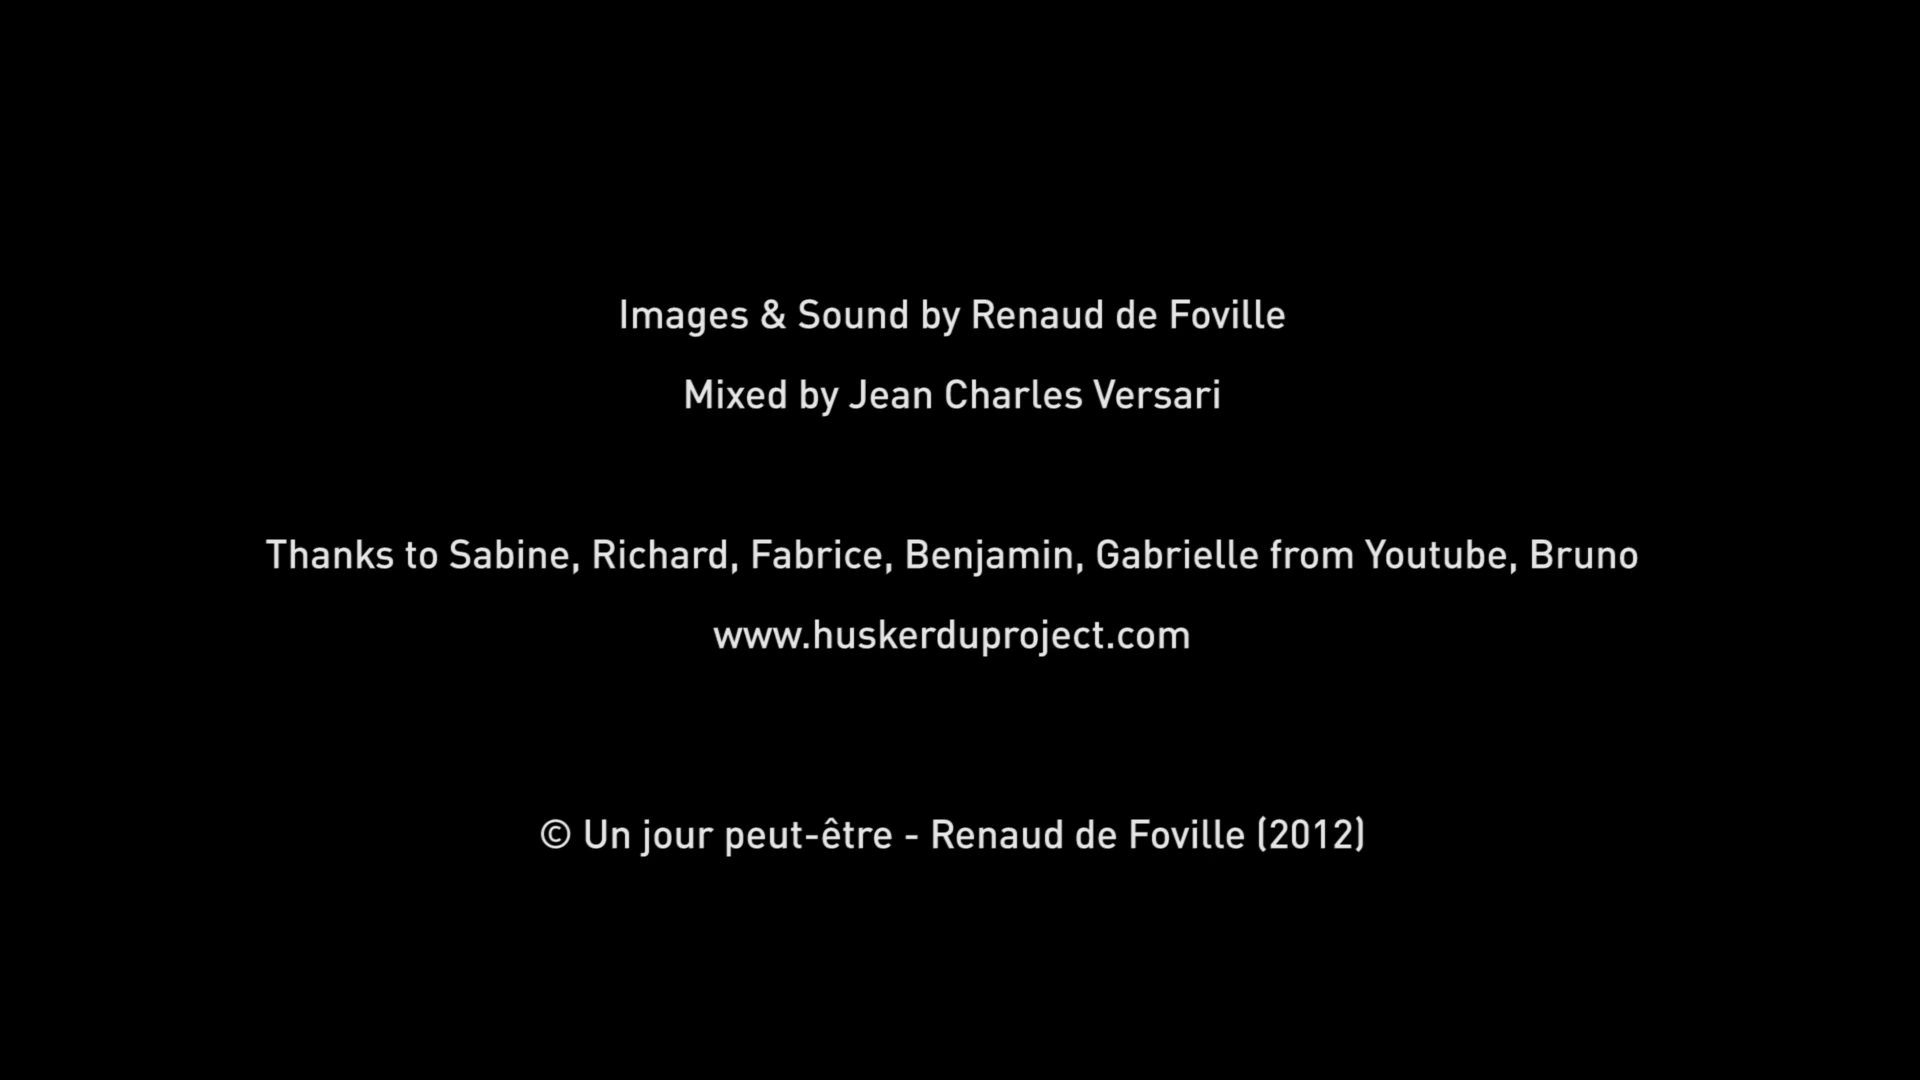 Images & Sound by Renaud de Foville
Mixed by Jean Charles Versari
Thanks to Sabine, Richard, Fabrice, Benjamin, Gabrielle from Youtube, Bruno
www.huskerduproject.com
© Un jour peut-être - Renaud de Foville (2012)